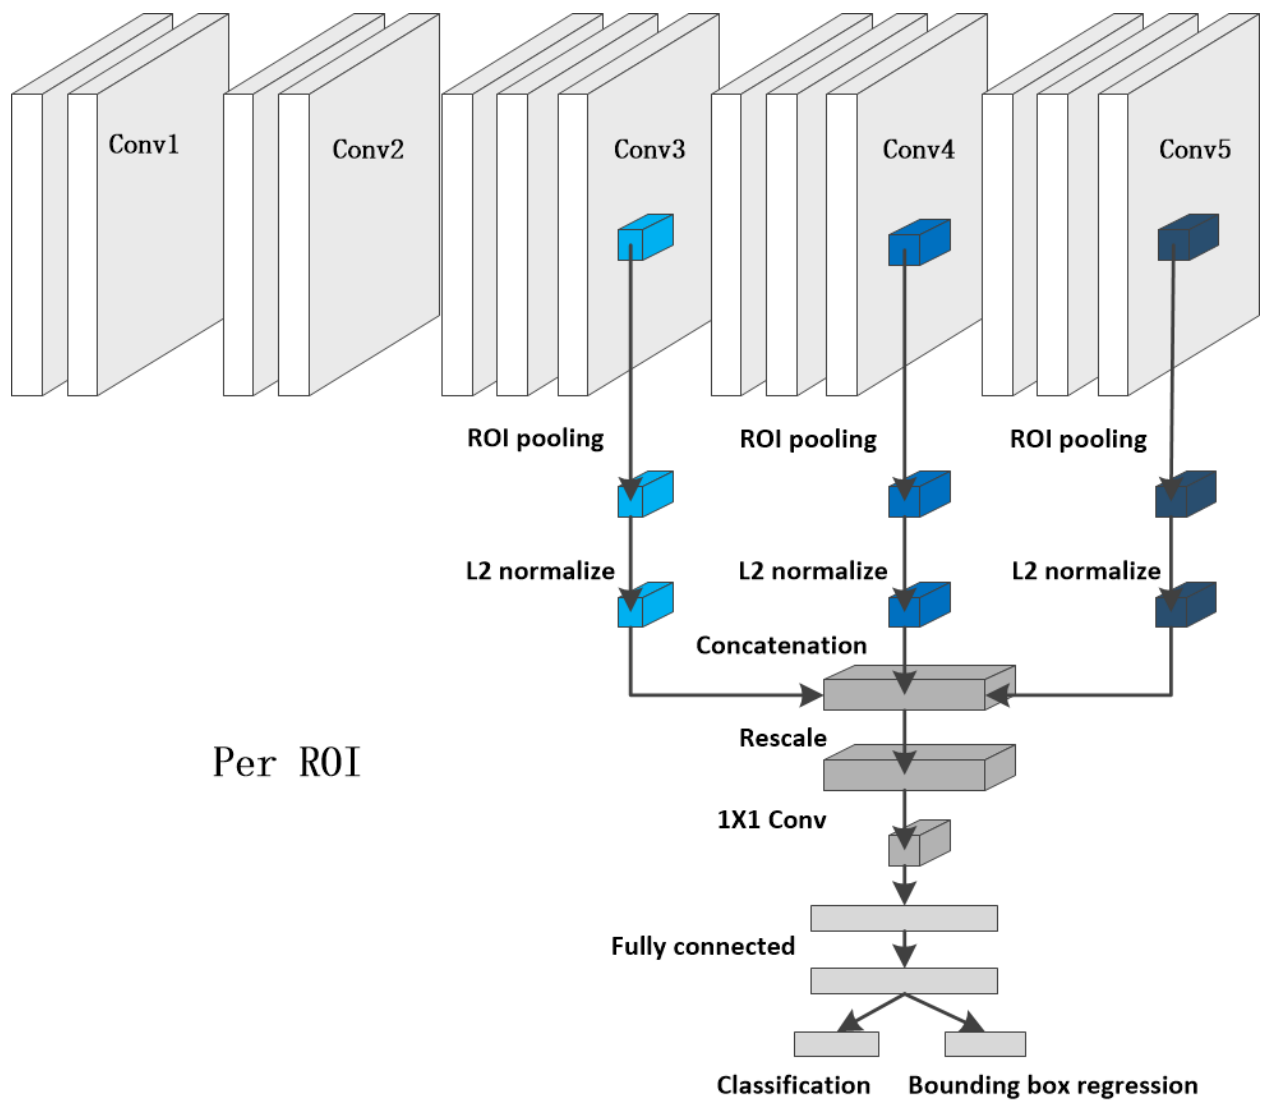 Conv1
Conv2
Conv3
Conv4
Conv5
ROI pooling
ROI pooling
ROI pooling
L2 normalize
L2 normalize
L2 normalize
Concatenation
Rescale
Per ROI
1X1 Conv
Fully connected
Classification
Bounding box regression